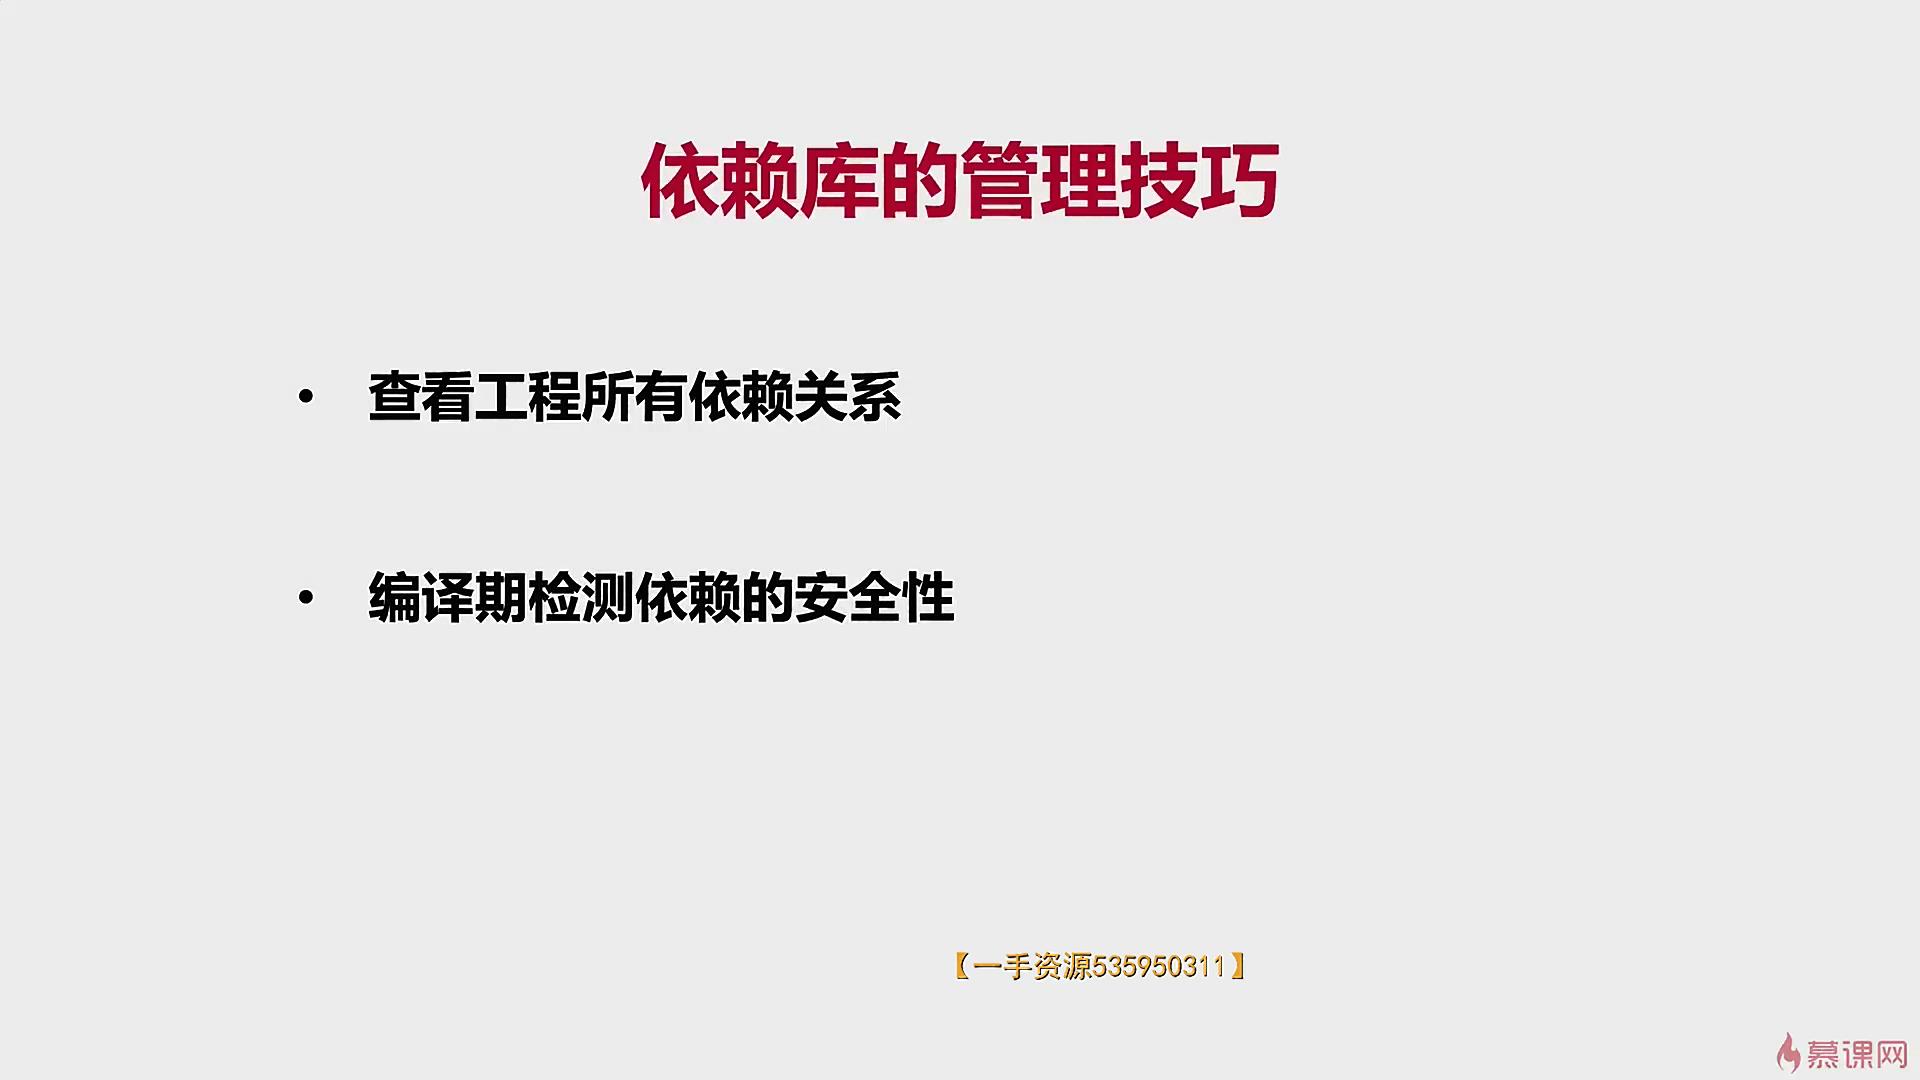 依赖库的管理技巧
• 查看工程所有依赖关系
• 编译期检测依赖的安全性
【一手资源535950311】
慕课网